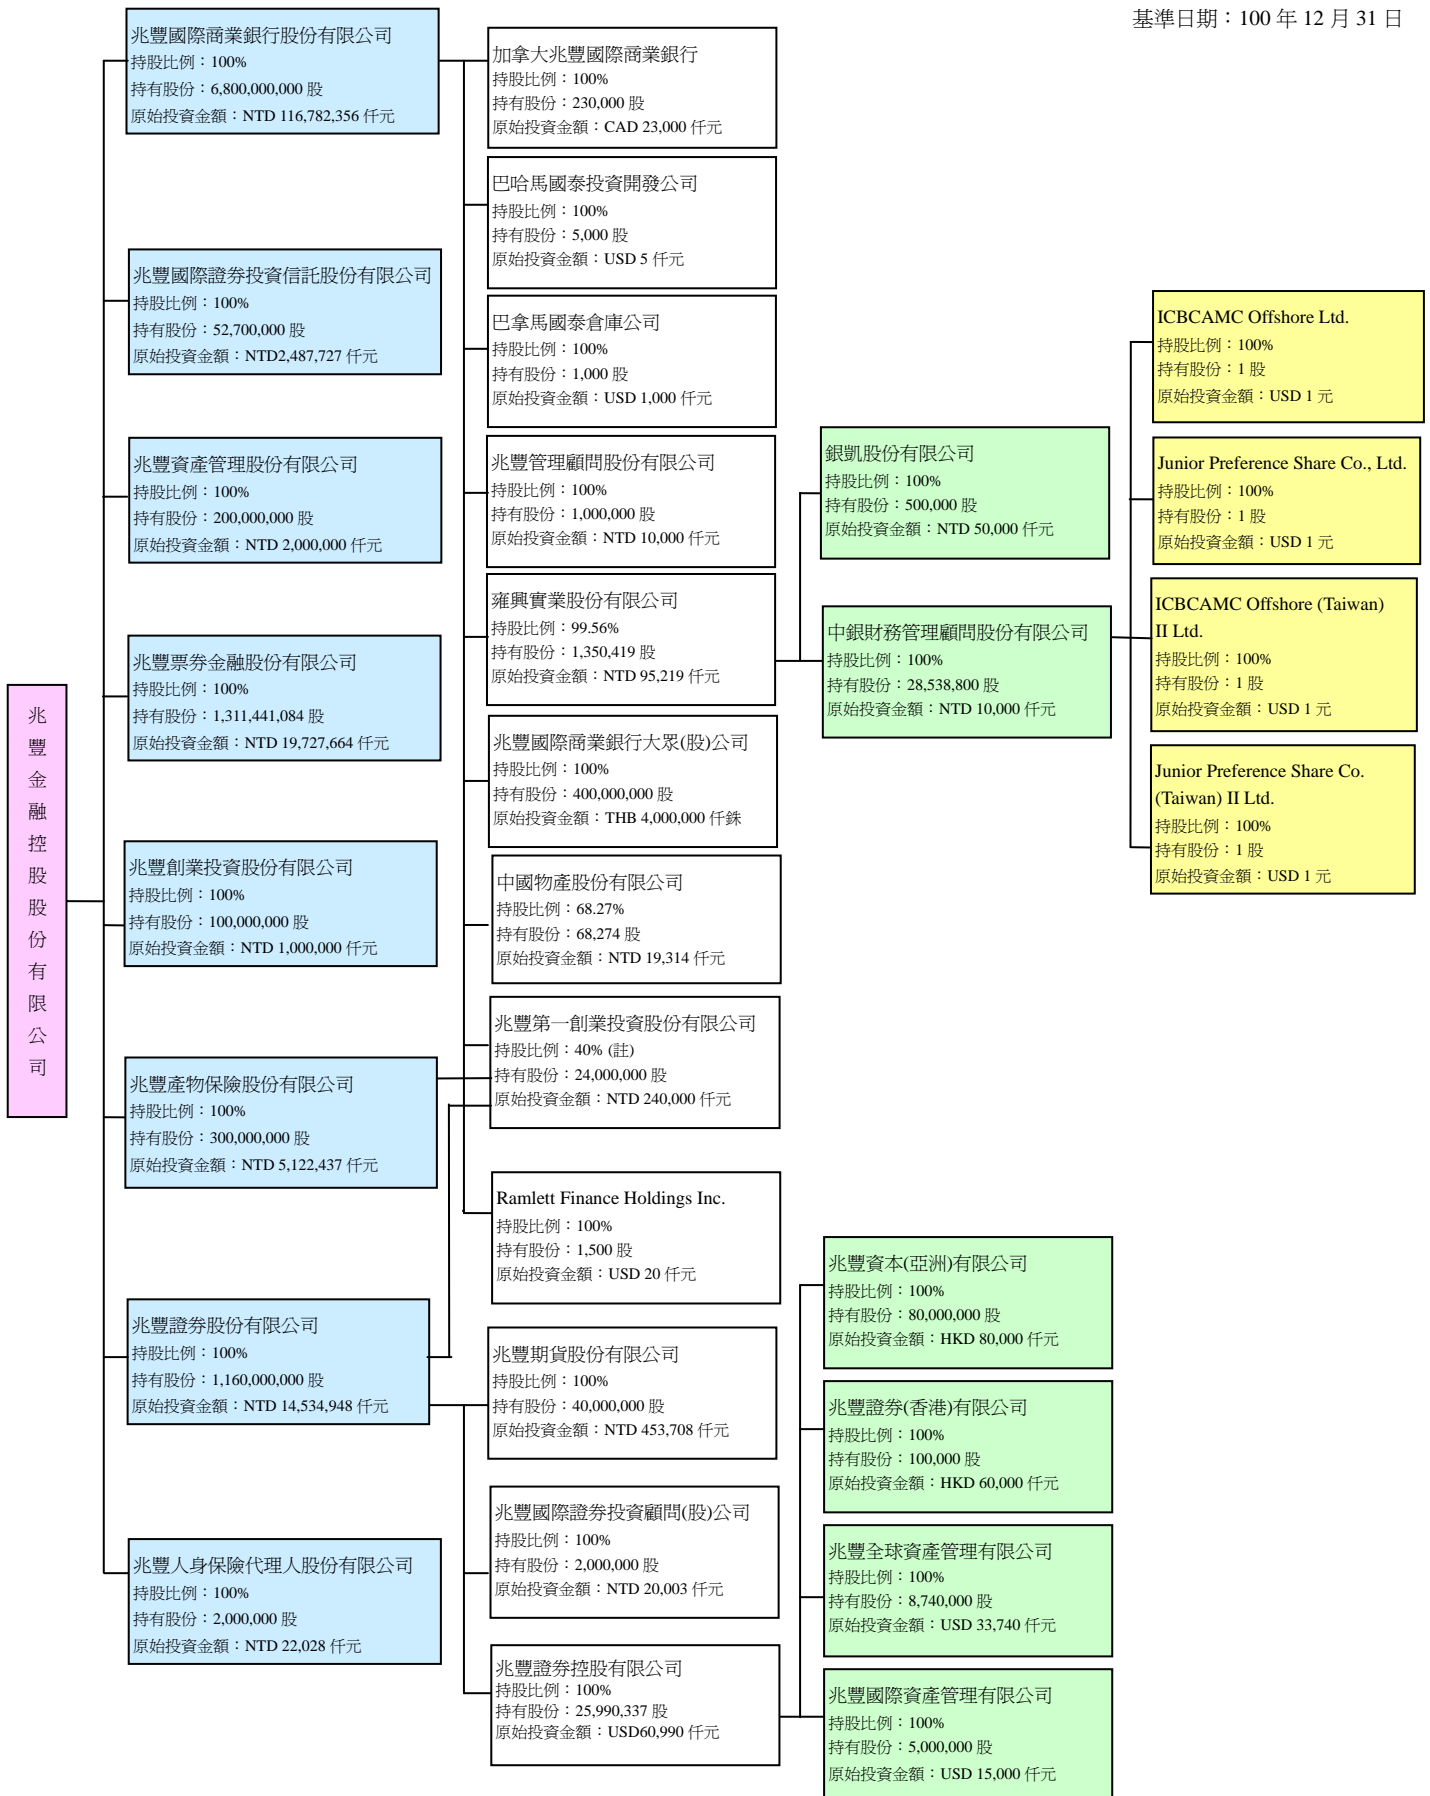 基準日期：100 年 12 月 31 日
兆豐金融控股股份有限公司
兆豐國際商業銀行股份有限公司
持股比例：100%
持有股份：6,800,000,000 股
原始投資金額：NTD 116,782,356 仟元
兆豐國際證券投資信託股份有限公司
持股比例：100%
持有股份：52,700,000 股
原始投資金額：NTD2,487,727 仟元
兆豐資產管理股份有限公司
持股比例：100%
持有股份：200,000,000 股
原始投資金額：NTD 2,000,000 仟元
兆豐票券金融股份有限公司
持股比例：100%
持有股份：1,311,441,084 股
原始投資金額：NTD 19,727,664 仟元
兆豐創業投資股份有限公司
持股比例：100%
持有股份：100,000,000 股
原始投資金額：NTD 1,000,000 仟元
兆豐產物保險股份有限公司
持股比例：100%
持有股份：300,000,000 股
原始投資金額：NTD 5,122,437 仟元
兆豐證券股份有限公司
持股比例：100%
持有股份：1,160,000,000 股
原始投資金額：NTD 14,534,948 仟元
兆豐人身保險代理人股份有限公司
持股比例：100%
持有股份：2,000,000 股
原始投資金額：NTD 22,028 仟元
加拿大兆豐國際商業銀行
持股比例：100%
持有股份：230,000 股
原始投資金額：CAD 23,000 仟元
巴哈馬國泰投資開發公司
持股比例：100%
持有股份：5,000 股
原始投資金額：USD 5 仟元
巴拿馬國泰倉庫公司
持股比例：100%
持有股份：1,000 股
原始投資金額：USD 1,000 仟元
兆豐管理顧問股份有限公司
持股比例：100%
持有股份：1,000,000 股
原始投資金額：NTD 10,000 仟元
雍興實業股份有限公司
持股比例：99.56%
持有股份：1,350,419 股
原始投資金額：NTD 95,219 仟元
兆豐國際商業銀行大眾(股)公司
持股比例：100%
持有股份：400,000,000 股
原始投資金額：THB 4,000,000 仟銖
中國物產股份有限公司
持股比例：68.27%
持有股份：68,274 股
原始投資金額：NTD 19,314 仟元
兆豐第一創業投資股份有限公司
持股比例：40% (註)
持有股份：24,000,000 股
原始投資金額：NTD 240,000 仟元
Ramlett Finance Holdings Inc.
持股比例：100%
持有股份：1,500 股
原始投資金額：USD 20 仟元
兆豐期貨股份有限公司
持股比例：100%
持有股份：40,000,000 股
原始投資金額：NTD 453,708 仟元
兆豐國際證券投資顧問(股)公司
持股比例：100%
持有股份：2,000,000 股
原始投資金額：NTD 20,003 仟元
兆豐證券控股有限公司
持股比例：100%
持有股份：25,990,337 股
原始投資金額：USD60,990 仟元
銀凱股份有限公司
持股比例：100%
持有股份：500,000 股
原始投資金額：NTD 50,000 仟元
中銀財務管理顧問股份有限公司
持股比例：100%
持有股份：28,538,800 股
原始投資金額：NTD 10,000 仟元
兆豐資本(亞洲)有限公司
持股比例：100%
持有股份：80,000,000 股
原始投資金額：HKD 80,000 仟元
兆豐證券(香港)有限公司
持股比例：100%
持有股份：100,000 股
原始投資金額：HKD 60,000 仟元
兆豐全球資產管理有限公司
持股比例：100%
持有股份：8,740,000 股
原始投資金額：USD 33,740 仟元
兆豐國際資產管理有限公司
持股比例：100%
持有股份：5,000,000 股
原始投資金額：USD 15,000 仟元
ICBCAMC Offshore Ltd.
持股比例：100%
持有股份：1 股
原始投資金額：USD 1 元
Junior Preference Share Co., Ltd.
持股比例：100%
持有股份：1 股
原始投資金額：USD 1 元
ICBCAMC Offshore (Taiwan)
II Ltd.
持股比例：100%
持有股份：1 股
原始投資金額：USD 1 元
Junior Preference Share Co.
(Taiwan) II Ltd.
持股比例：100%
持有股份：1 股
原始投資金額：USD 1 元